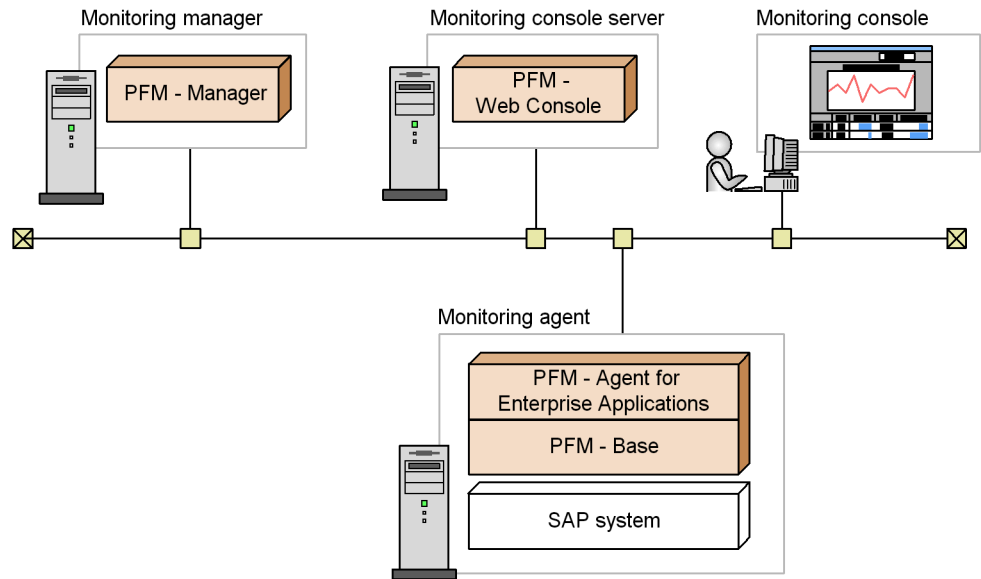 Monitoring manager
PFM - Manager
Monitoring console server
PFM -
Web Console
Monitoring console
Monitoring agent
PFM - Agent for
Enterprise Applications
PFM - Base
SAP system